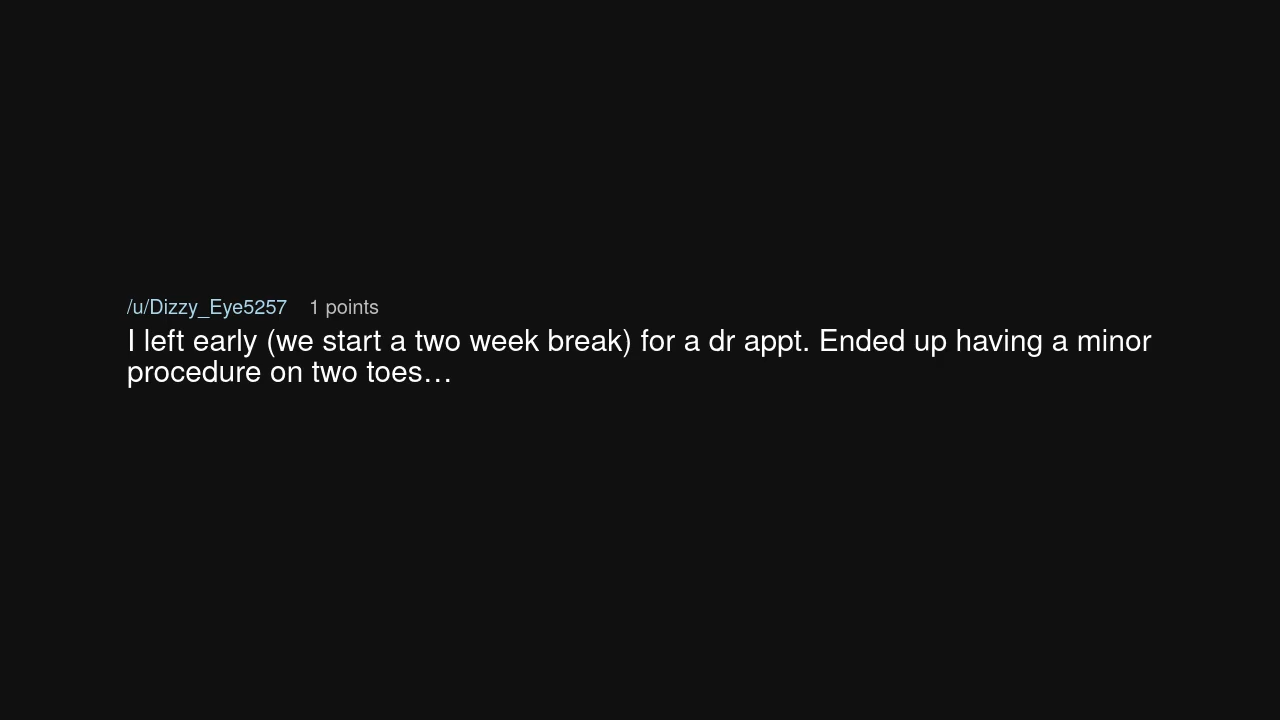 /u/Dizzy_Eye5257 1 points
I left early (we start a two week break) for a dr appt. Ended up having a minor
procedure on two toes…